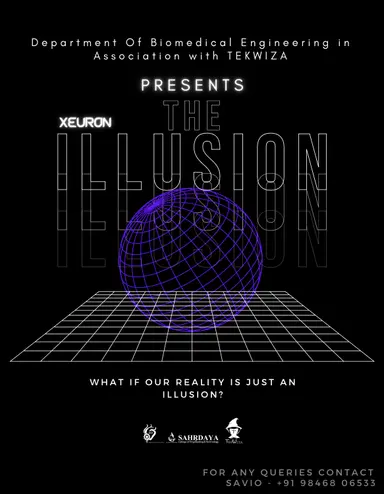 Department Of Biomedical Engineering in
Association with TEKWIZA
PRESENTS
THE
XEURON
ILLUSION
ILLUSION
ILLUSION
WHAT IF OUR REALITY IS JUST AN
ILLUSION?
SAHRDAYA
FOR ANY QUERIES CONTACT
SAVIO - +91 98468 06533